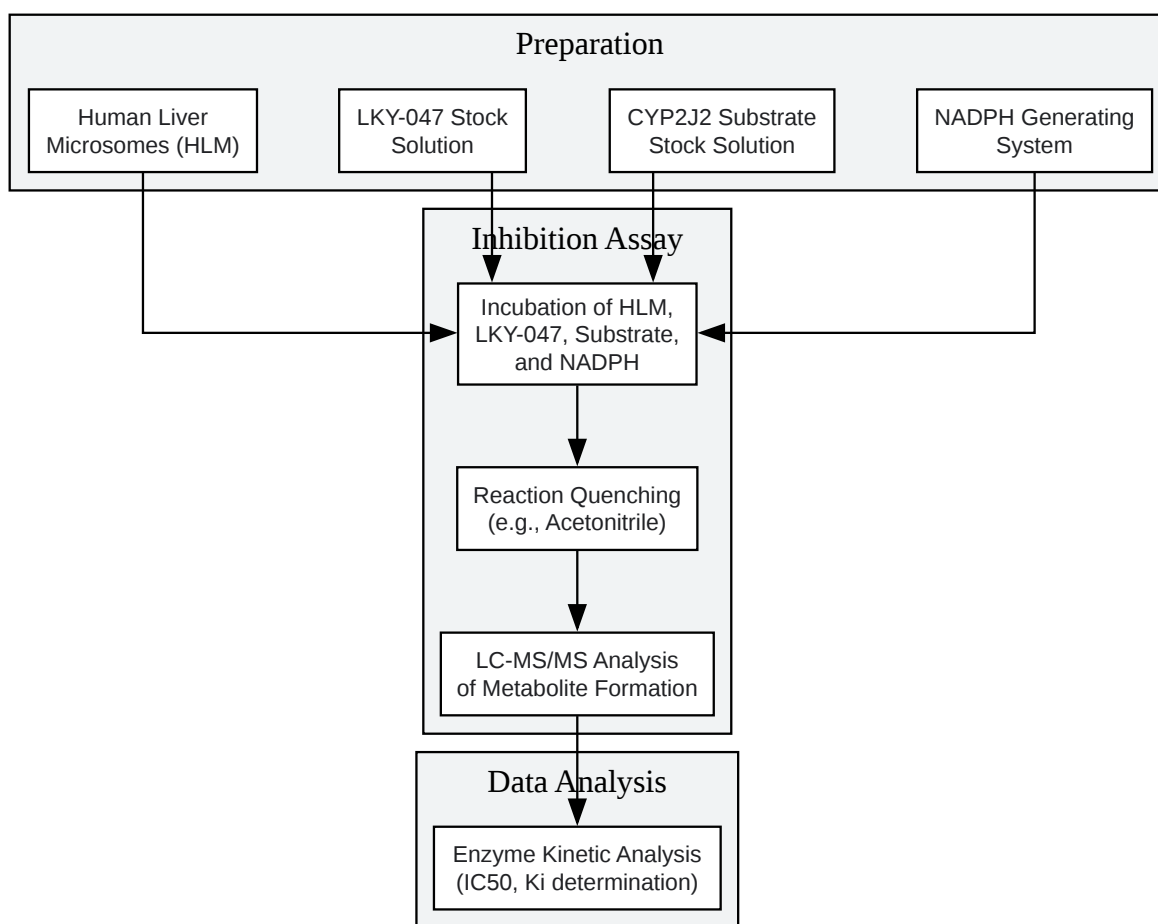 Preparation
Human Liver
Microsomes (HLM)
LKY-047 Stock
Solution
CYP2J2 Substrate
Stock Solution
NADPH Generating
System
Inhibition Assay
Incubation of HLM,
LKY-047, Substrate,
and NADPH
Reaction Quenching
(e.g., Acetonitrile)
LC-MS/MS Analysis
of Metabolite Formation
Data Analysis
Enzyme Kinetic Analysis
(IC50, Ki determination)